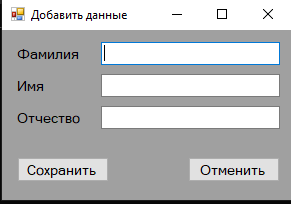 Добавить данные
Фамилия
Имя
Отчество
Сохранить Отменить